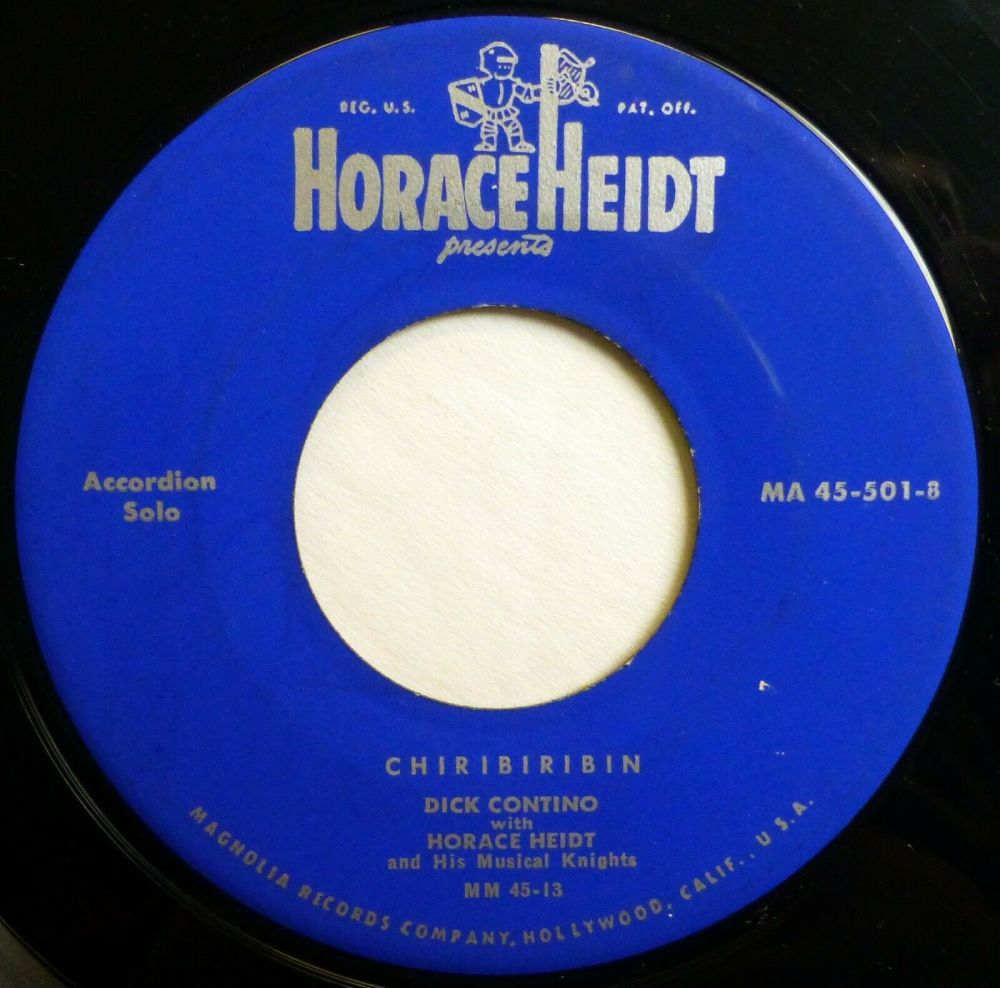 REG. U.S. PAT. OFF.
HORACE HEIDT
presents
Accordion
Solo
MA 45-501-B
CHIRIBIRIBIN
DICK CONTINO
with
HORACE HEIDT
and His Musical Knights
MM 45-13
MAGNOLIA RECORDS COMPANY, HOLLYWOOD, CALIF., U.S.A.